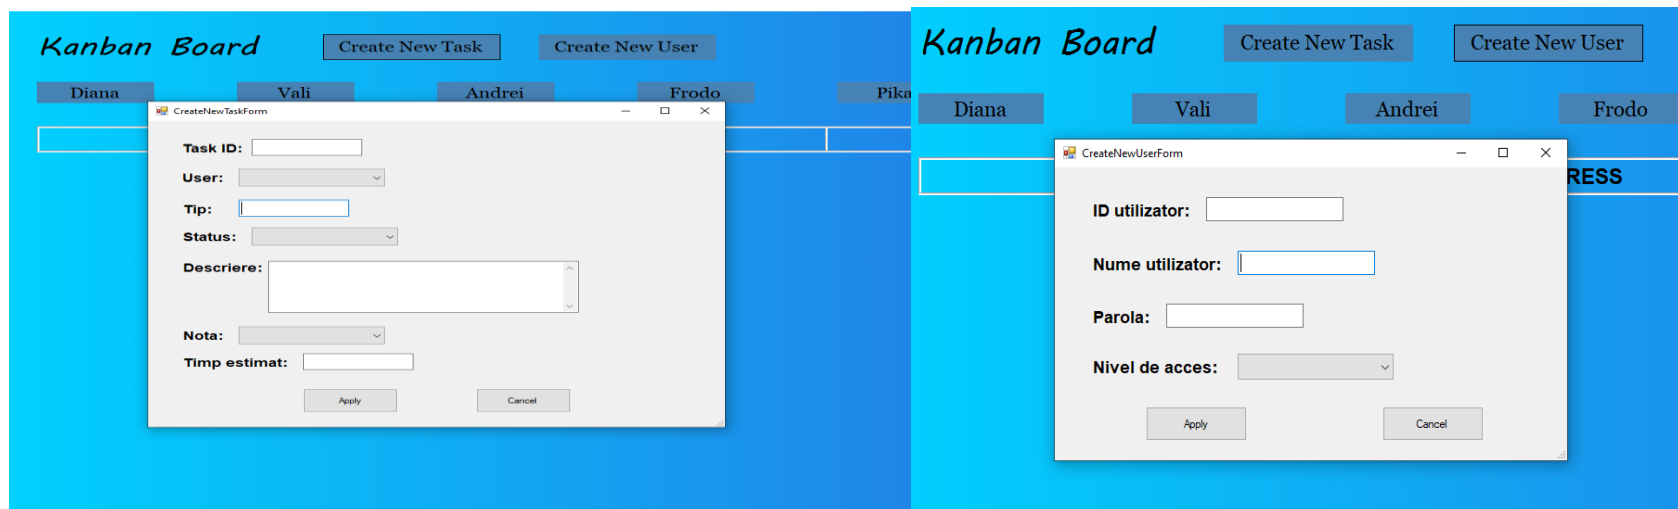 Kanban Board
Create New Task
Create New User
Diana
Vali
Andrei
Frodo
Pika
CreateNewTaskForm
Task ID:
User:
Tip:
Status:
Descriere:
Nota:
Timp estimat:
Apply
Cancel
Kanban Board
Create New Task
Create New User
Diana
Vali
Andrei
Frodo
CreateNewUserForm
RESS
ID utilizator:
Nume utilizator:
Parola:
Nivel de acces:
Apply
Cancel